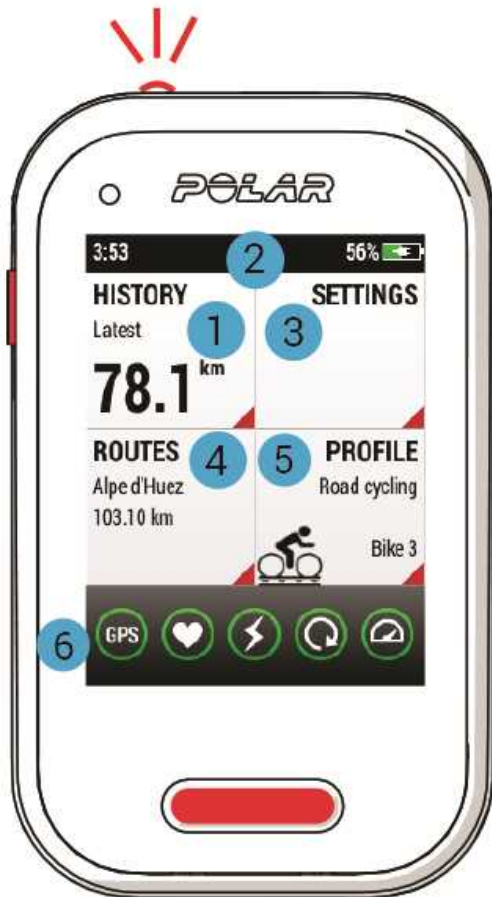 POLAR
3:53
2
56%
HISTORY
1
3
SETTINGS
Latest
78.1 km
ROUTES
4
5
PROFILE
Alpe d'Huez
Road cycling
103.10 km
Bike 3
6
GPS